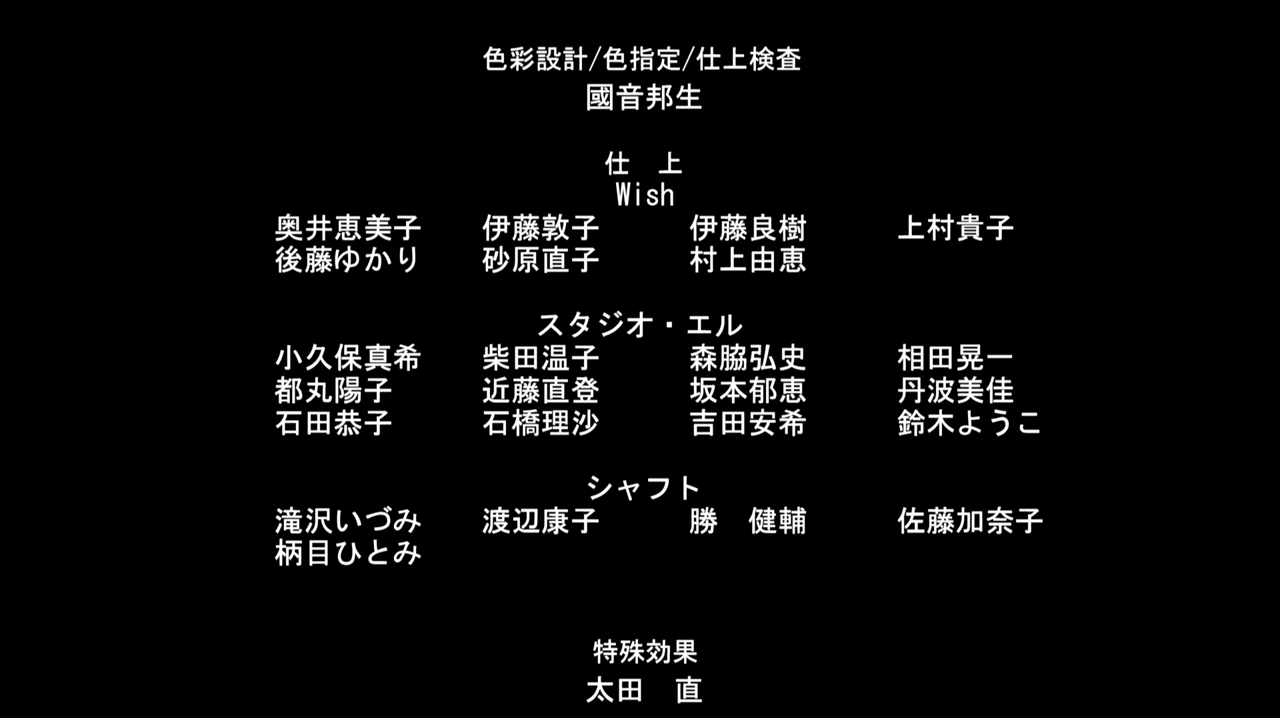 色彩設計/色指定/仕上検査
國音邦生
仕　上
Wish
奥井恵美子　伊藤敦子　伊藤良樹　上村貴子
後藤ゆかり　砂原直子　村上由恵
スタジオ・エル
小久保真希　柴田温子　森脇弘史　相田晃一
都丸陽子　近藤直登　坂本郁恵　丹波美佳
石田恭子　石橋理沙　吉田安希　鈴木ようこ
シャフト
滝沢いづみ　渡辺康子　勝　健輔　佐藤加奈子
柄目ひとみ
特殊効果
太田　直